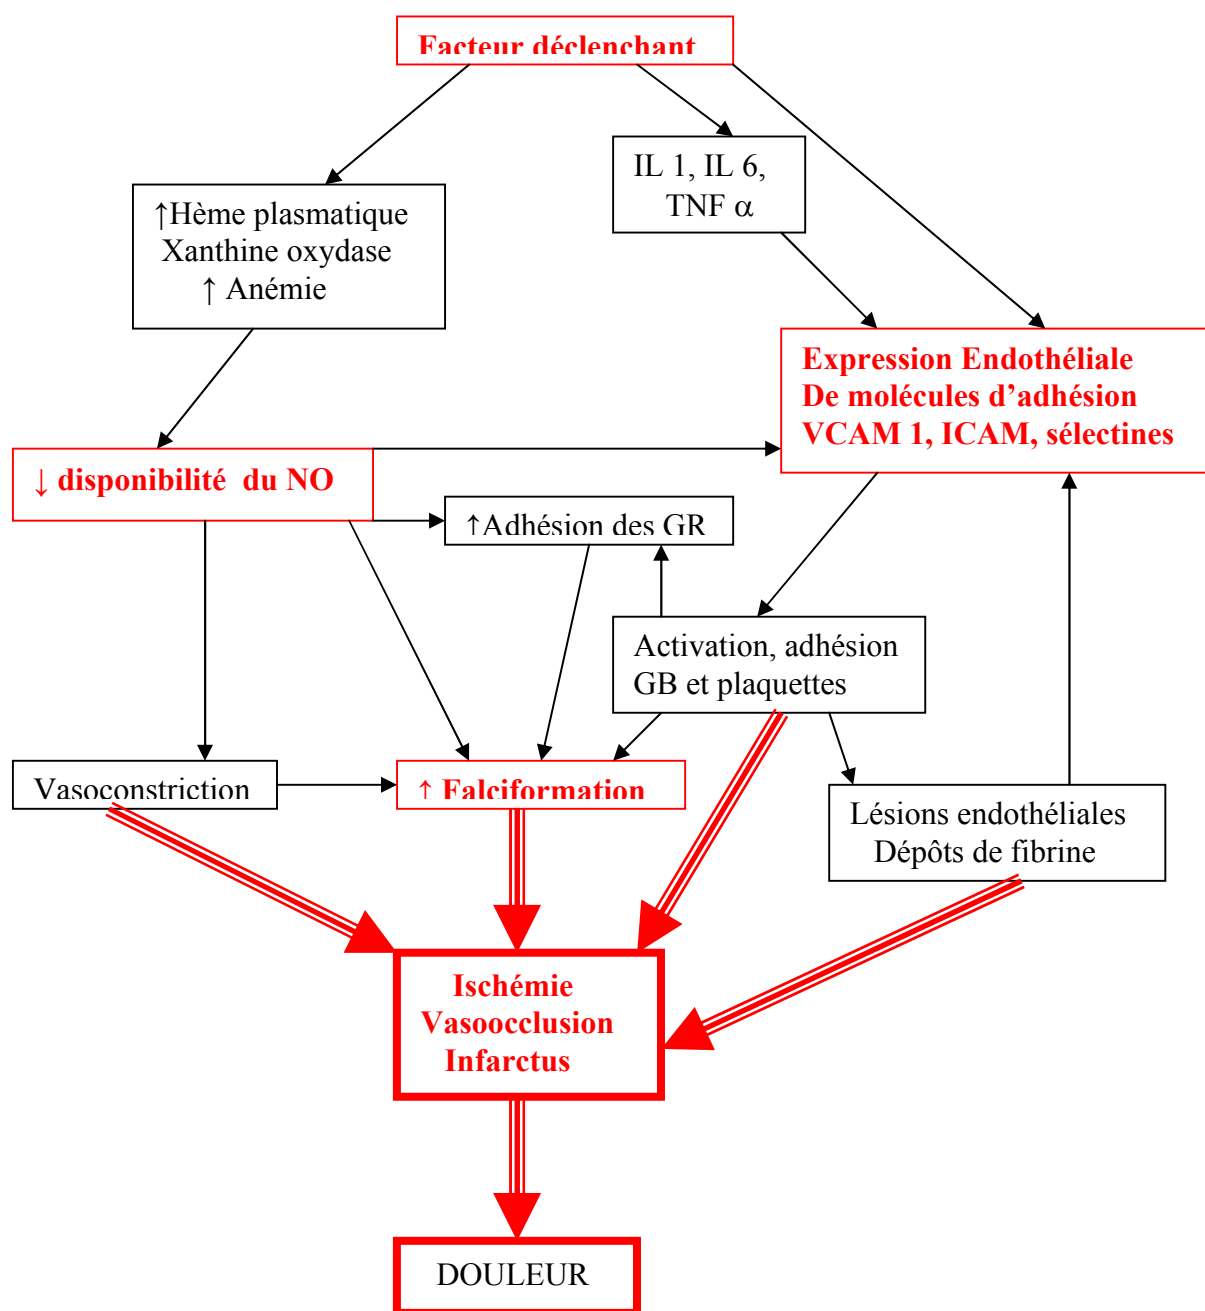 Facteur déclenchant
IL 1, IL 6,
TNF α
↑Hème plasmatique
Xanthine oxydase
↑ Anémie
Expression Endothéliale
De molécules d'adhésion
VCAM 1, ICAM, sélectines
↓ disponibilité du NO
↑Adhésion des GR
Activation, adhésion
GB et plaquettes
Vasoconstriction
↑ Falciformation
Lésions endothéliales
Dépôts de fibrine
Ischémie
Vasoocclusion
Infarctus
DOULEUR